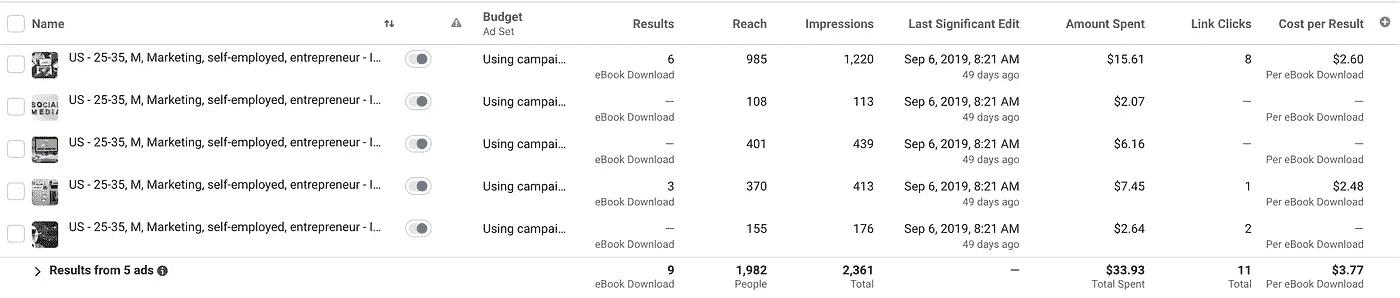 Name Budget Results Reach Impressions Last Significant Edit Amount Spent Link Clicks Cost per Result
Ad Set
US - 25-35, M, Marketing, self-employed, entrepreneur - I... Using campai... 6 985 1,220 Sep 6, 2019, 8:21 AM $15.61 8 $2.60
eBook Download 49 days ago Per eBook Download
SOCIAL
MEDIA
US - 25-35, M, Marketing, self-employed, entrepreneur - I... Using campai... — 108 113 Sep 6, 2019, 8:21 AM $2.07 — —
eBook Download 49 days ago Per eBook Download
US - 25-35, M, Marketing, self-employed, entrepreneur - I... Using campai... — 401 439 Sep 6, 2019, 8:21 AM $6.16 — —
eBook Download 49 days ago Per eBook Download
US - 25-35, M, Marketing, self-employed, entrepreneur - I... Using campai... 3 370 413 Sep 6, 2019, 8:21 AM $7.45 1 $2.48
eBook Download 49 days ago Per eBook Download
US - 25-35, M, Marketing, self-employed, entrepreneur - I... Using campai... — 155 176 Sep 6, 2019, 8:21 AM $2.64 2 —
eBook Download 49 days ago Per eBook Download
Results from 5 ads 9 1,982 2,361 — $33.93 11 $3.77
eBook Download People Total Total Spent Total Per eBook Download